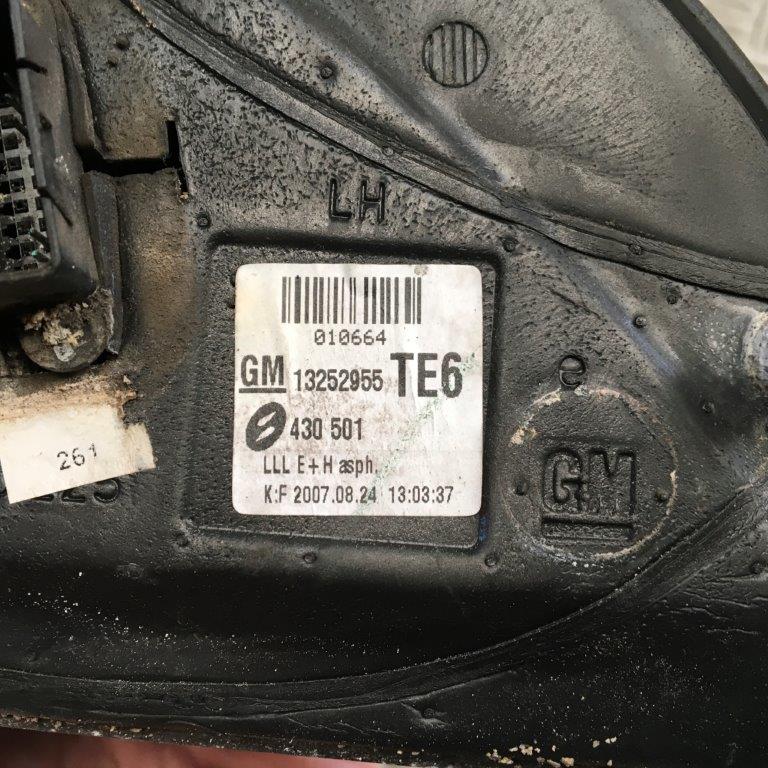 LH
010664
GM 13252955 TE6
430 501
LLL E+H asph.
K:F 2007.08.24 13:03:37
e
GM
261